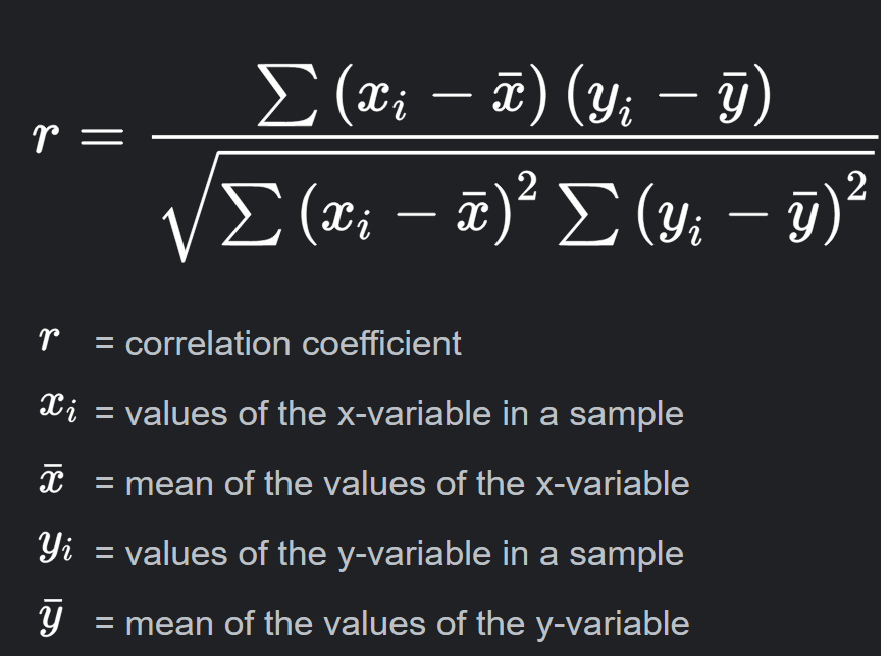 r = ∑ (xᵢ − x̄) (yᵢ − ȳ) / √(∑ (xᵢ − x̄)² ∑ (yᵢ − ȳ)²)
r = correlation coefficient
xᵢ = values of the x-variable in a sample
x̄ = mean of the values of the x-variable
yᵢ = values of the y-variable in a sample
ȳ = mean of the values of the y-variable